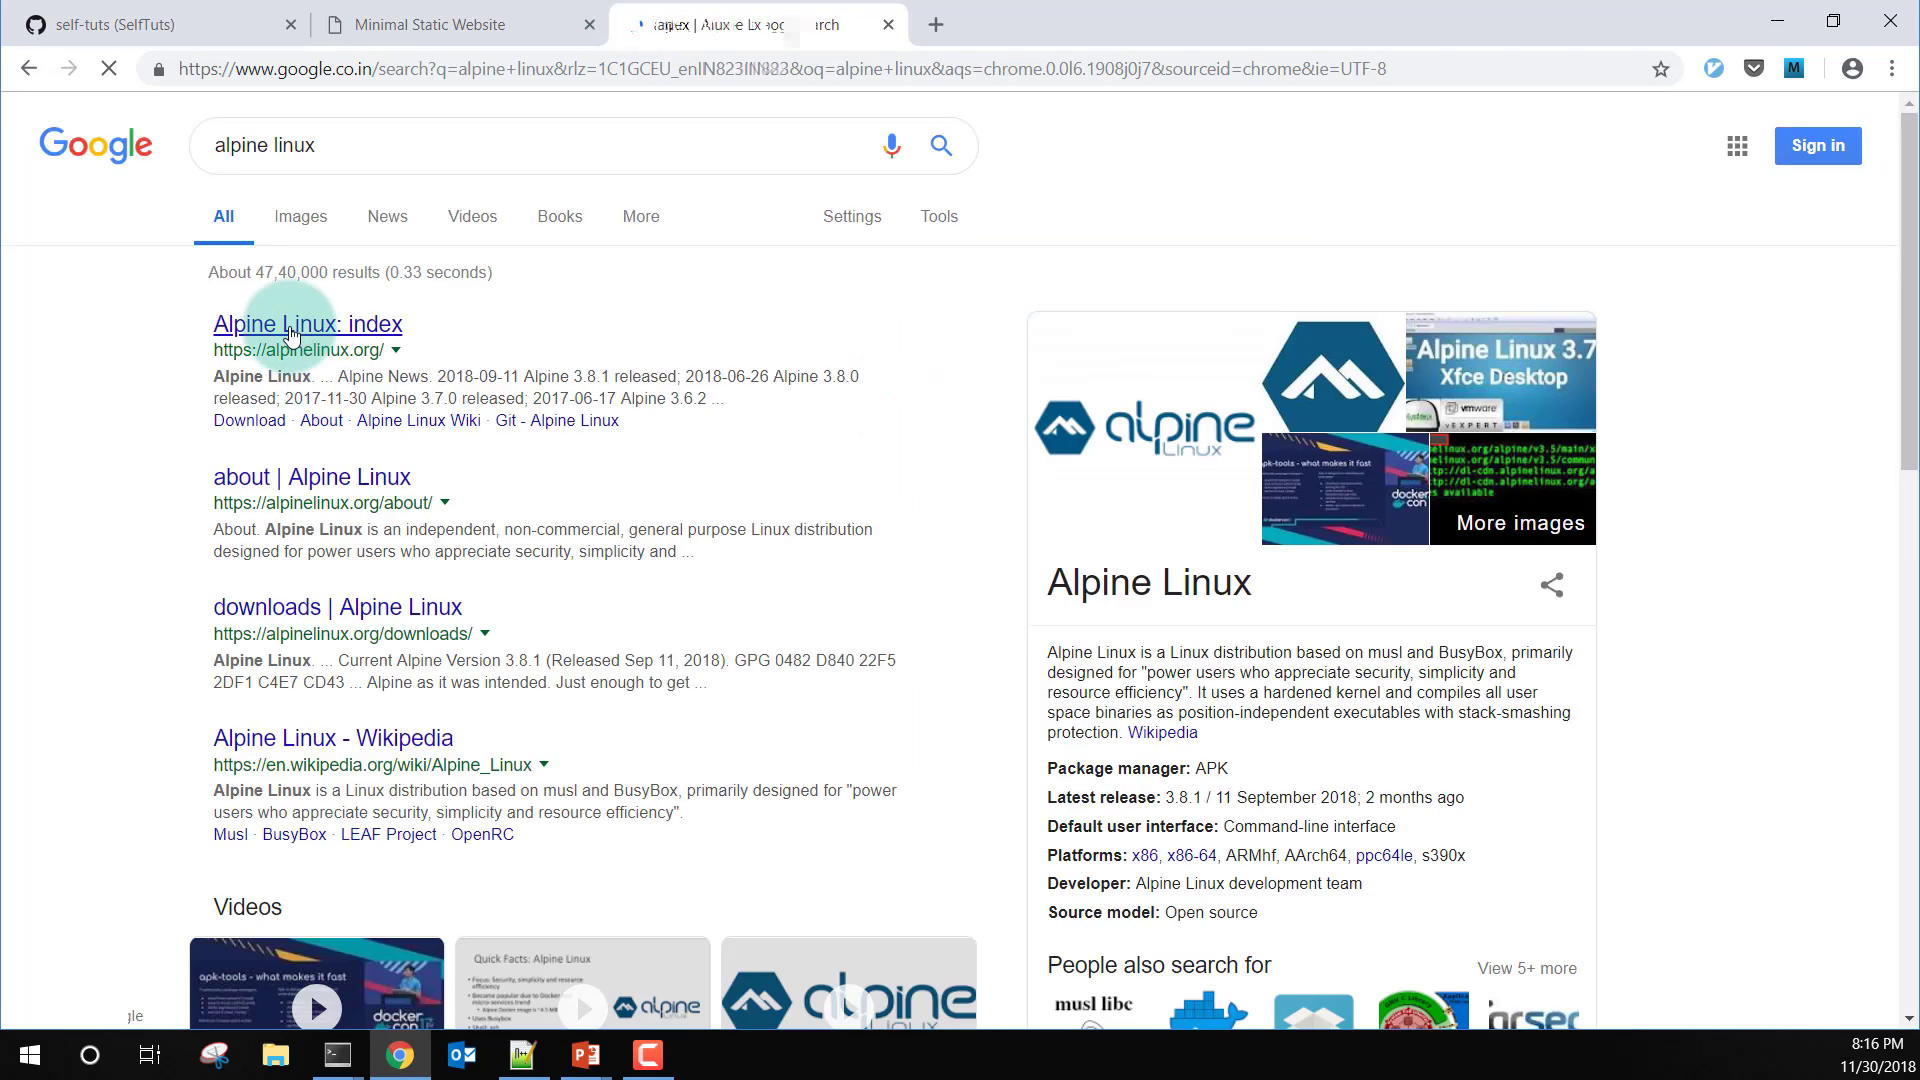 self-tuts (SelfTuts)
Minimal Static Website
https://www.google.co.in/search?q=alpine+linux&rlz=1C1GCEU_enIN823IN823&oq=alpine+linux&aqs=chrome.0.0l6.1908j0j7&sourceid=chrome&ie=UTF-8
Google
alpine linux
Sign in
All
Images
News
Videos
Books
More
Settings
Tools
About 47,40,000 results (0.33 seconds)
Alpine Linux: index
https://alpinelinux.org/
Alpine Linux. ... Alpine News. 2018-09-11 Alpine 3.8.1 released; 2018-06-26 Alpine 3.8.0
released; 2017-11-30 Alpine 3.7.0 released; 2017-06-17 Alpine 3.6.2 ...
Download · About · Alpine Linux Wiki · Git - Alpine Linux
about | Alpine Linux
https://alpinelinux.org/about/
About. Alpine Linux is an independent, non-commercial, general purpose Linux distribution
designed for power users who appreciate security, simplicity and ...
downloads | Alpine Linux
https://alpinelinux.org/downloads/
Alpine Linux. ... Current Alpine Version 3.8.1 (Released Sep 11, 2018). GPG 0482 D840 22F5
2DF1 C4E7 CD43 ... Alpine as it was intended. Just enough to get ...
Alpine Linux - Wikipedia
https://en.wikipedia.org/wiki/Alpine_Linux
Alpine Linux is a Linux distribution based on musl and BusyBox, primarily designed for "power
users who appreciate security, simplicity and resource efficiency".
Musl · BusyBox · LEAF Project · OpenRC
Videos
apk-tools - what makes it fast
docker
Quick Facts: Alpine Linux
alpine
alpine
alpine
Linux
Alpine Linux 3.7
Xfce Desktop
vmware
EXPERT
pk-tools - what makes it fast
docker
con
More images
Alpine Linux
Alpine Linux is a Linux distribution based on musl and BusyBox, primarily
designed for "power users who appreciate security, simplicity and
resource efficiency". It uses a hardened kernel and compiles all user
space binaries as position-independent executables with stack-smashing
protection. Wikipedia
Package manager: APK
Latest release: 3.8.1 / 11 September 2018; 2 months ago
Default user interface: Command-line interface
Platforms: x86, x86-64, ARMhf, AArch64, ppc64le, s390x
Developer: Alpine Linux development team
Source model: Open source
People also search for
View 5+ more
musl libc
8:16 PM
11/30/2018